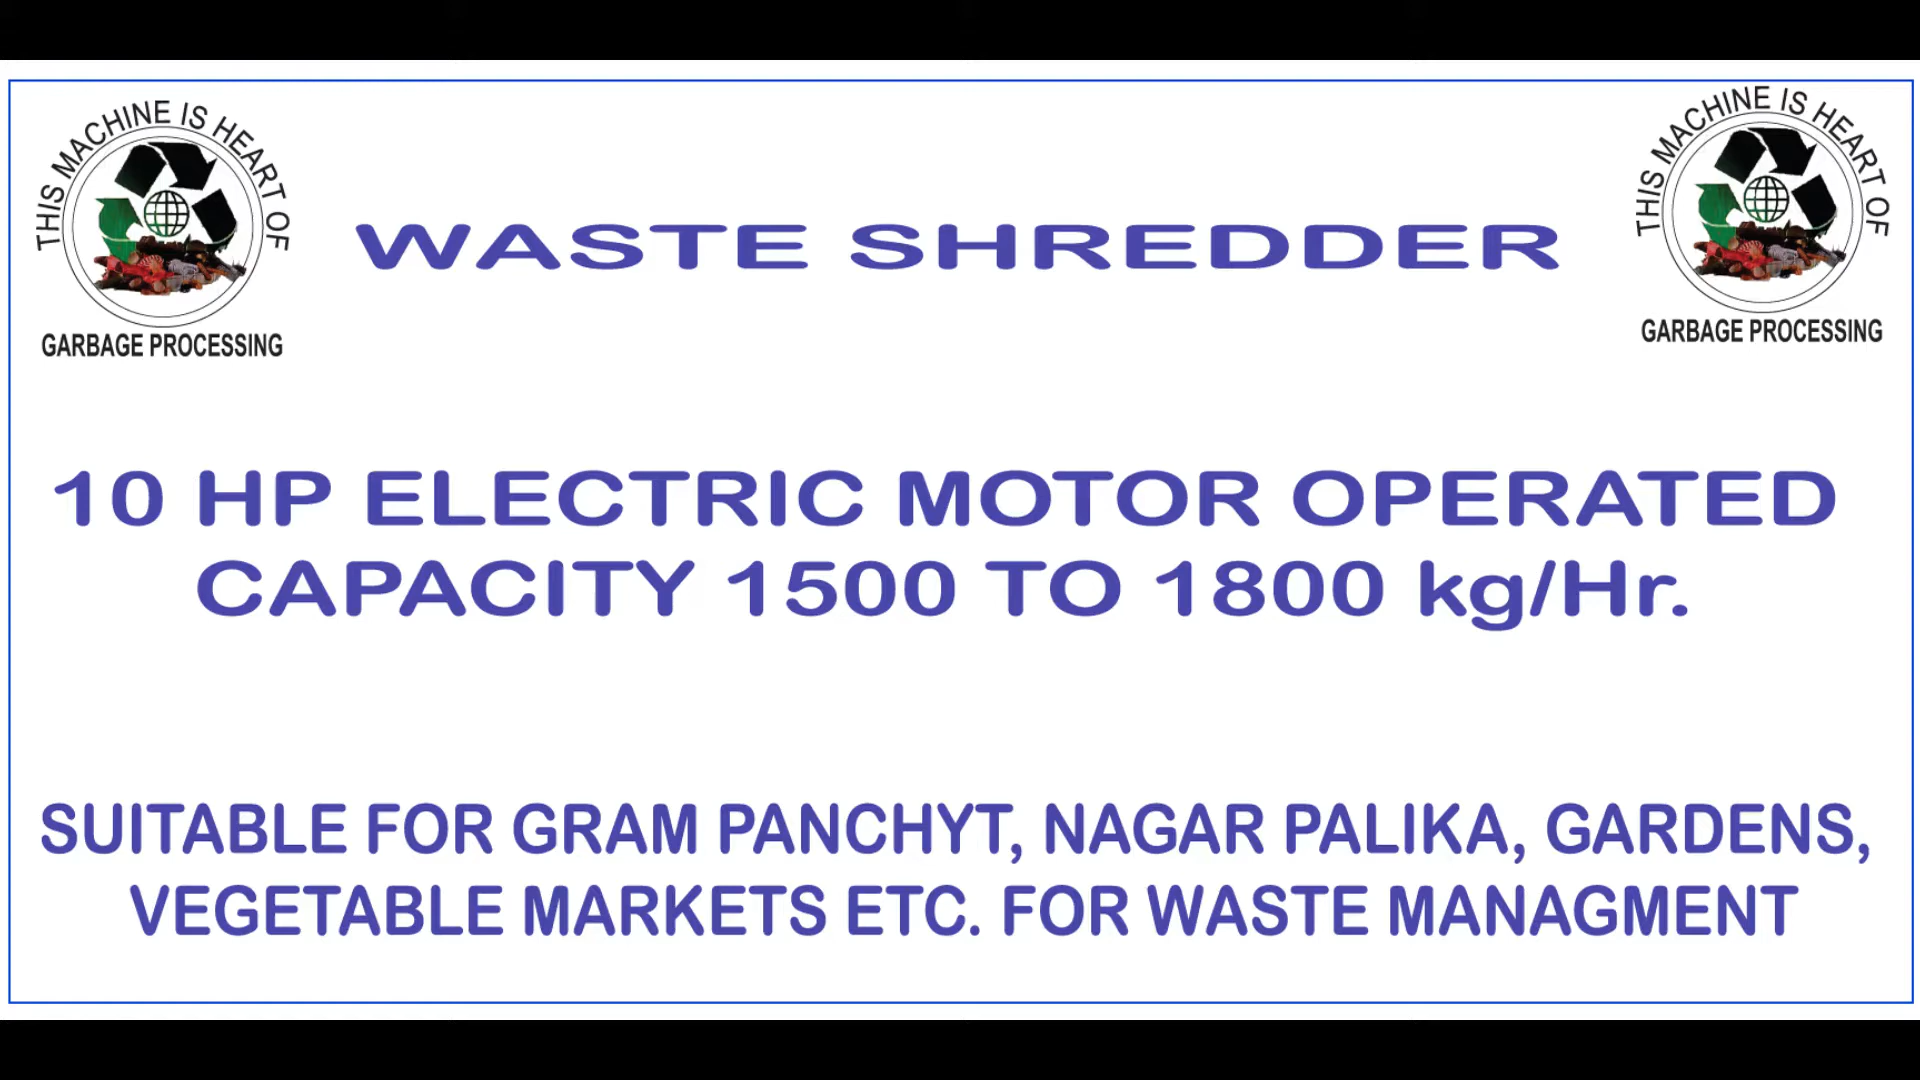 THIS MACHINE IS HEART OF
GARBAGE PROCESSING
THIS MACHINE IS HEART OF
GARBAGE PROCESSING
WASTE SHREDDER
10 HP ELECTRIC MOTOR OPERATED
CAPACITY 1500 TO 1800 kg/Hr.
SUITABLE FOR GRAM PANCHYT, NAGAR PALIKA, GARDENS,
VEGETABLE MARKETS ETC. FOR WASTE MANAGMENT